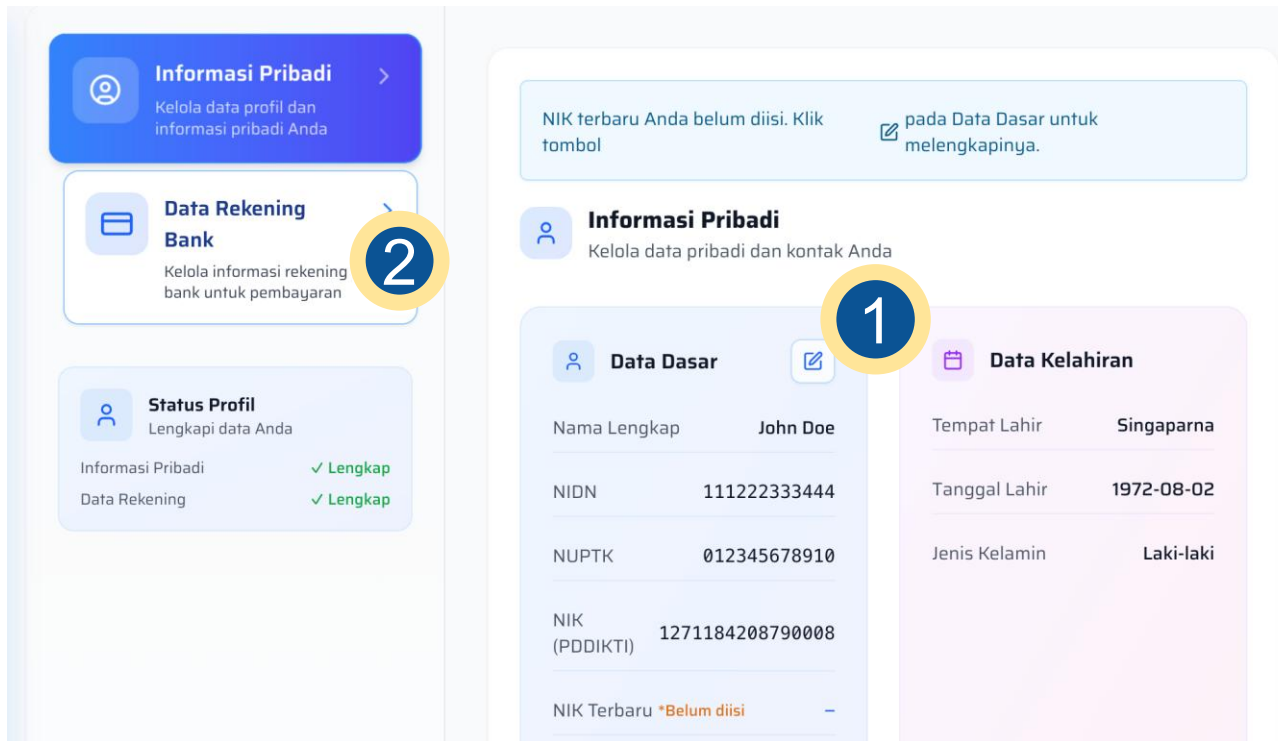 Informasi Pribadi
Kelola data profil dan
informasi pribadi Anda
Data Rekening
Bank
Kelola informasi rekening
bank untuk pembayaran
2
Status Profil
Lengkapi data Anda
Informasi Pribadi ✓ Lengkap
Data Rekening ✓ Lengkap
NIK terbaru Anda belum diisi. Klik
tombol
pada Data Dasar untuk
melengkapinya.
Informasi Pribadi
Kelola data pribadi dan kontak Anda
1
Data Dasar
Nama Lengkap John Doe
NIDN 111222333444
NUPTK 012345678910
NIK
(PDDIKTI) 1271184208790008
NIK Terbaru *Belum diisi –
Data Kelahiran
Tempat Lahir Singaparna
Tanggal Lahir 1972-08-02
Jenis Kelamin Laki-laki